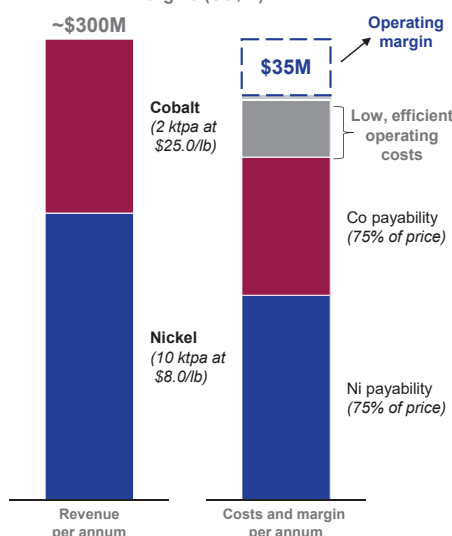 ~$300M
Cobalt
(2 ktpa at
$25.0/lb)
Nickel
(10 ktpa at
$8.0/lb)
Revenue
per annum
Operating
margin
$35M
Low, efficient
operating
costs
Co payability
(75% of price)
Ni payability
(75% of price)
Costs and margin
per annum